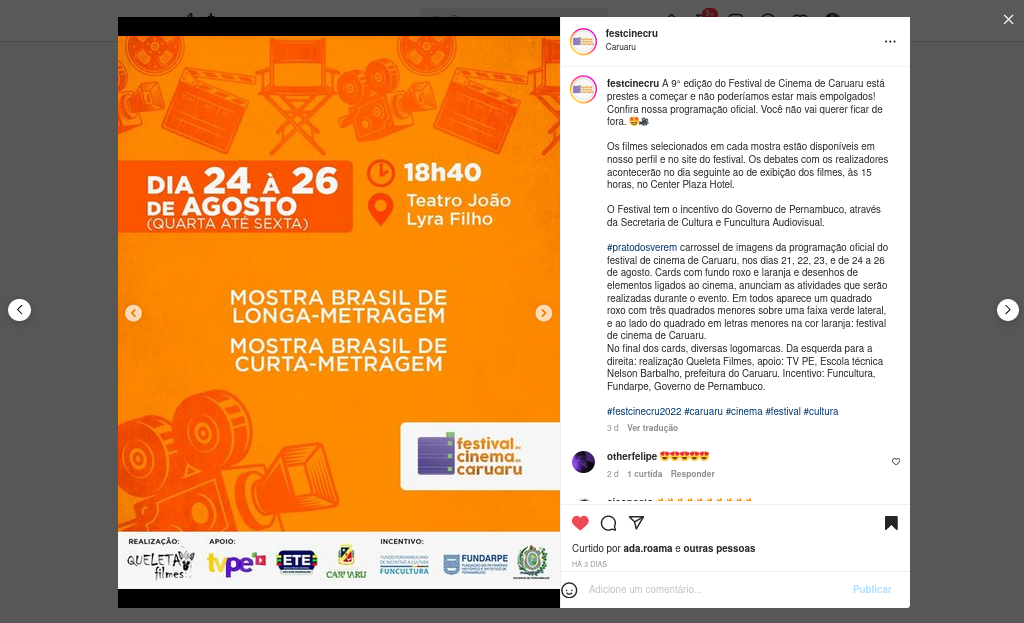 DIA 24 À 26
DE AGOSTO
(QUARTA ATÉ SEXTA)
18h40
Teatro João
Lyra Filho
MOSTRA BRASIL DE
LONGA-METRAGEM
MOSTRA BRASIL DE
CURTA-METRAGEM
festival de
cinema de
caruaru
REALIZAÇÃO:
APOIO:
INCENTIVO:
QUELETA
filmes
tvpe
ETE
CARUARU
FUNCULTURA
FUNDARPE
festcinecru
Caruaru
festcinecru A 9° edição do Festival de Cinema de Caruaru está
prestes a começar e não poderíamos estar mais empolgados!
Confira nossa programação oficial. Você não vai querer ficar de
fora. 😍🎥
Os filmes selecionados em cada mostra estão disponíveis em
nosso perfil e no site do festival. Os debates com os realizadores
acontecerão no dia seguinte ao de exibição dos filmes, às 15
horas, no Center Plaza Hotel.
O Festival tem o incentivo do Governo de Pernambuco, através
da Secretaria de Cultura e Funcultura Audiovisual.
#pratodosverem carrossel de imagens da programação oficial do
festival de cinema de Caruaru, nos dias 21, 22, 23, e de 24 a 26
de agosto. Cards com fundo roxo e laranja e desenhos de
elementos ligados ao cinema, anunciam as atividades que serão
realizadas durante o evento. Em todos aparece um quadrado
roxo com três quadrados menores sobre uma faixa verde lateral,
e ao lado do quadrado em letras menores na cor laranja: festival
de cinema de Caruaru.
No final dos cards, diversas logomarcas. Da esquerda para a
direita: realização Queleta Filmes, apoio: TV PE, Escola técnica
Nelson Barbalho, prefeitura do Caruaru. Incentivo: Funcultura,
Fundarpe, Governo de Pernambuco.
#festcinecru2022 #caruaru #cinema #festival #cultura
3 d Ver tradução
otherfelipe 😍😍😍😍😍
2 d 1 curtida Responder
Curtido por ada.roama e outras pessoas
HÁ 3 DIAS
Adicione um comentário...
Publicar